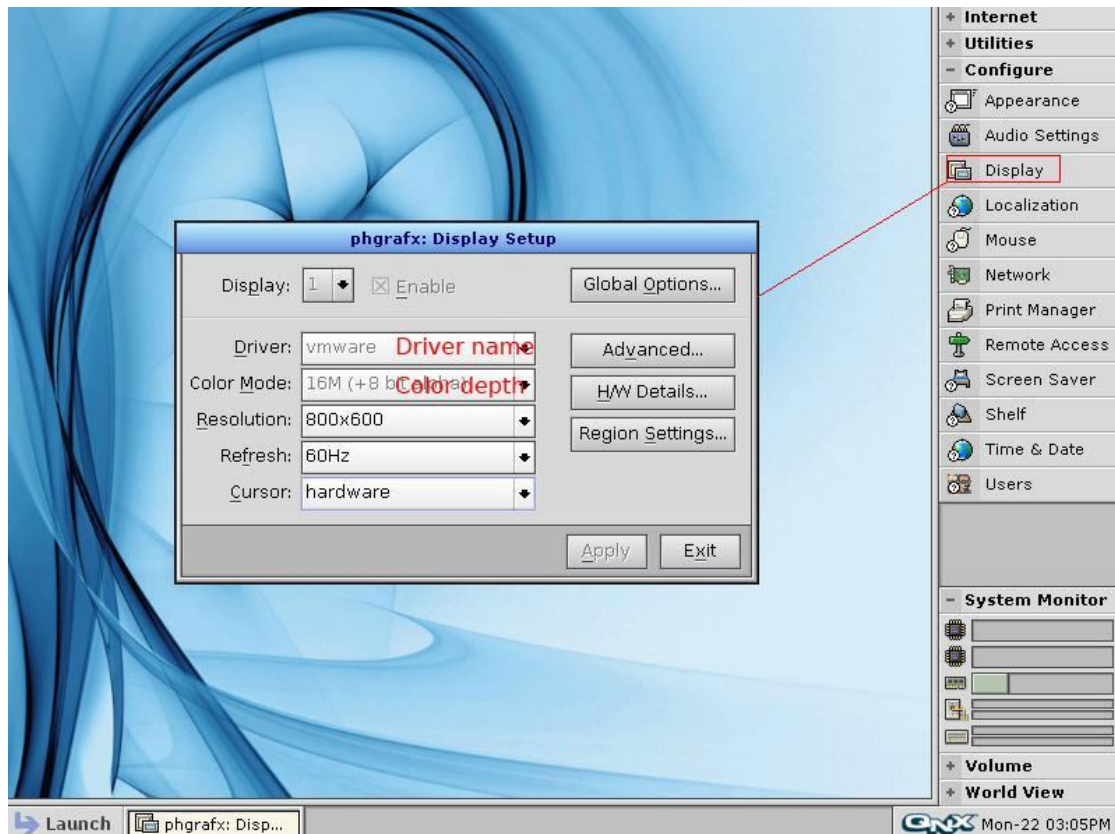 + Internet
+ Utilities
- Configure
Appearance
Audio Settings
Display
Localization
Mouse
Network
Print Manager
Remote Access
Screen Saver
Shelf
Time & Date
Users
phgrafx: Display Setup
Display: 1 Enable Global Options...
Driver: vmware Driver name Advanced...
Color Mode: 16M (+8 bit alpha) Color depth H/W Details...
Resolution: 800x600 Region Settings...
Refresh: 60Hz
Cursor: hardware
Apply Exit
- System Monitor
+ Volume
+ World View
Launch phgrafx: Disp... QNX Mon-22 03:05PM